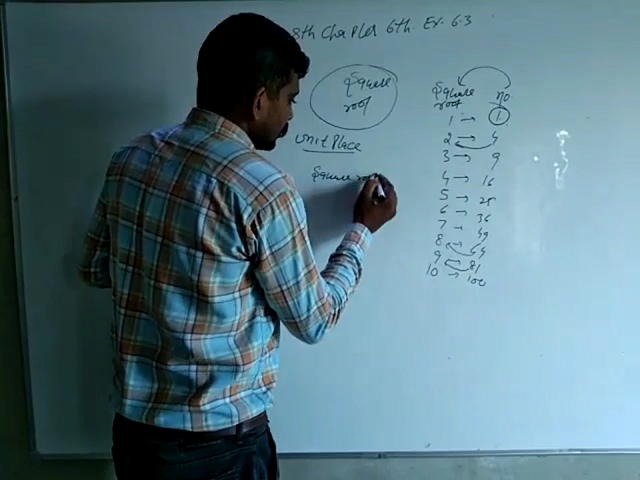 8th Chapter 6th. Ex. 6.3
Square
root
Unit Place
Square roo
Square root no
1 → 1
2 → 4
3 → 9
4 → 16
5 → 25
6 → 36
7 → 49
8 → 64
9 → 81
10 → 100